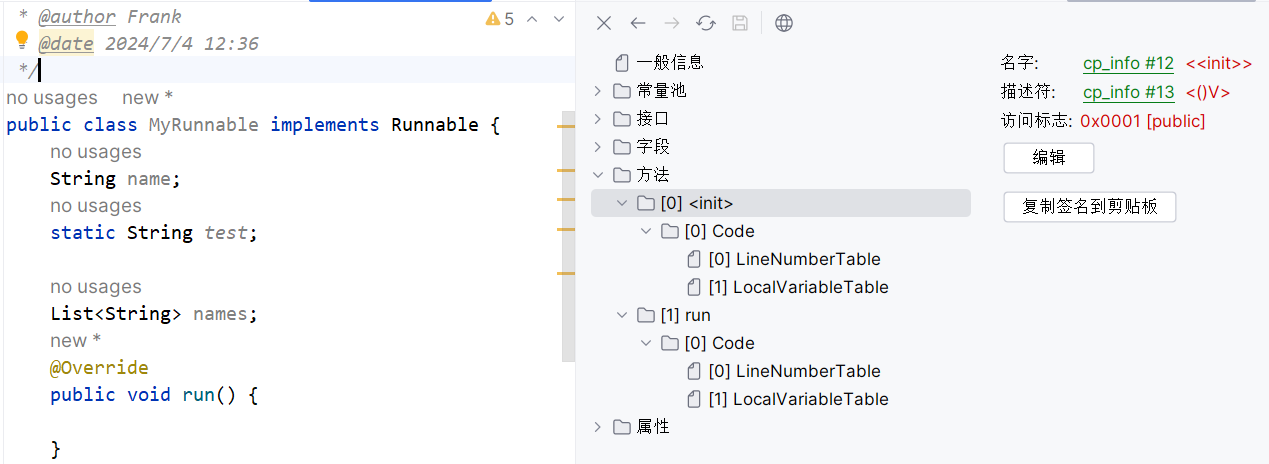 * @author Frank
5
* @date 2024/7/4 12:36
*/
no usages new *
public class MyRunnable implements Runnable {
no usages
String name;
no usages
static String test;
no usages
List<String> names;
new *
@Override
public void run() {
}
一般信息
常量池
接口
字段
方法
[0] <init>
[0] Code
[0] LineNumberTable
[1] LocalVariableTable
[1] run
[0] Code
[0] LineNumberTable
[1] LocalVariableTable
属性
名字: cp_info #12 <<init>>
描述符: cp_info #13 <()V>
访问标志: 0x0001 [public]
编辑
复制签名到剪贴板